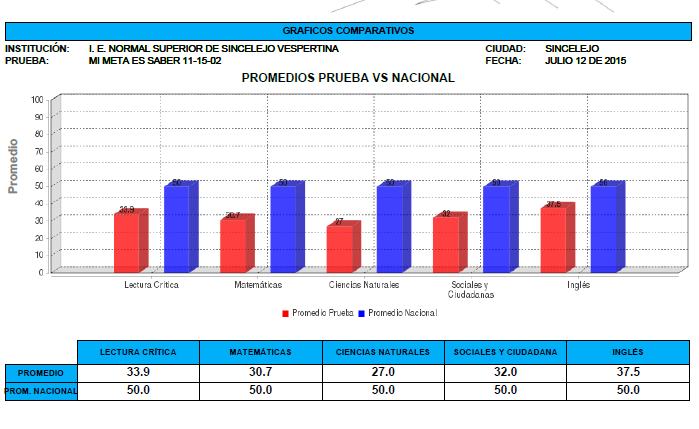 GRAFICOS COMPARATIVOS
INSTITUCIÓN: I. E. NORMAL SUPERIOR DE SINCELEJO VESPERTINA CIUDAD: SINCELEJO
PRUEBA: MI META ES SABER 11-15-02 FECHA: JULIO 12 DE 2015
PROMEDIOS PRUEBA VS NACIONAL
Promedio
100
90
80
70
60
50
40
30
20
10
0
33.9 50 30.7 50 27 50 32 50 37.5 50
Lectura Crítica Matemáticas Ciencias Naturales Sociales y Ciudadanas Inglés
Promedio Prueba Promedio Nacional
LECTURA CRÍTICA MATEMÁTICAS CIENCIAS NATURALES SOCIALES Y CIUDADANA INGLÉS
PROMEDIO 33.9 30.7 27.0 32.0 37.5
PROM. NACIONAL 50.0 50.0 50.0 50.0 50.0